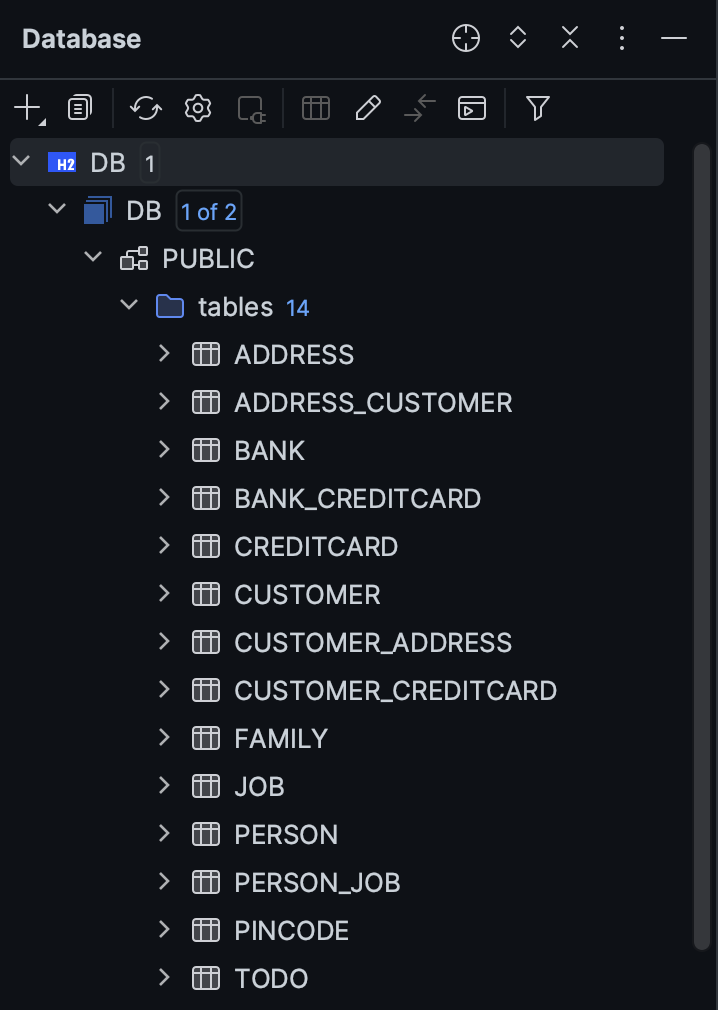 Database
H2 DB 1
DB 1 of 2
PUBLIC
tables 14
ADDRESS
ADDRESS_CUSTOMER
BANK
BANK_CREDITCARD
CREDITCARD
CUSTOMER
CUSTOMER_ADDRESS
CUSTOMER_CREDITCARD
FAMILY
JOB
PERSON
PERSON_JOB
PINCODE
TODO